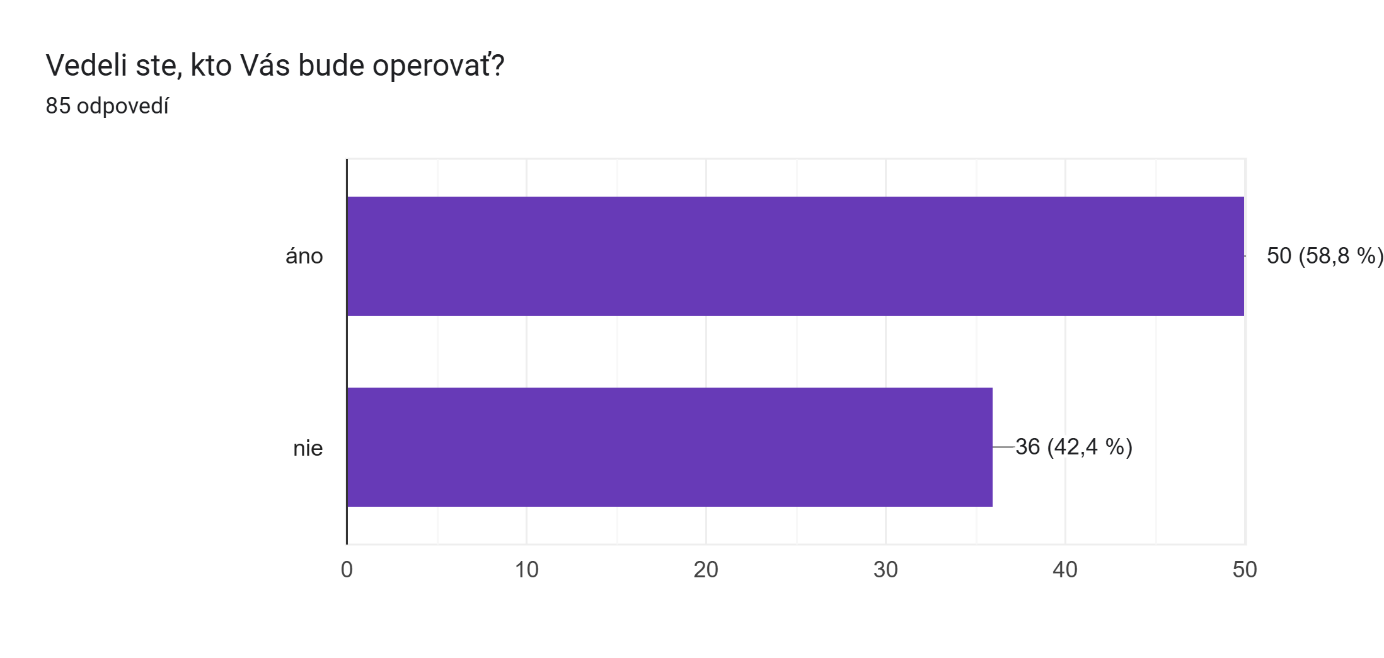 Vedeli ste, kto Vás bude operovať?
85 odpovedí
áno
50 (58,8 %)
nie
36 (42,4 %)
0 10 20 30 40 50